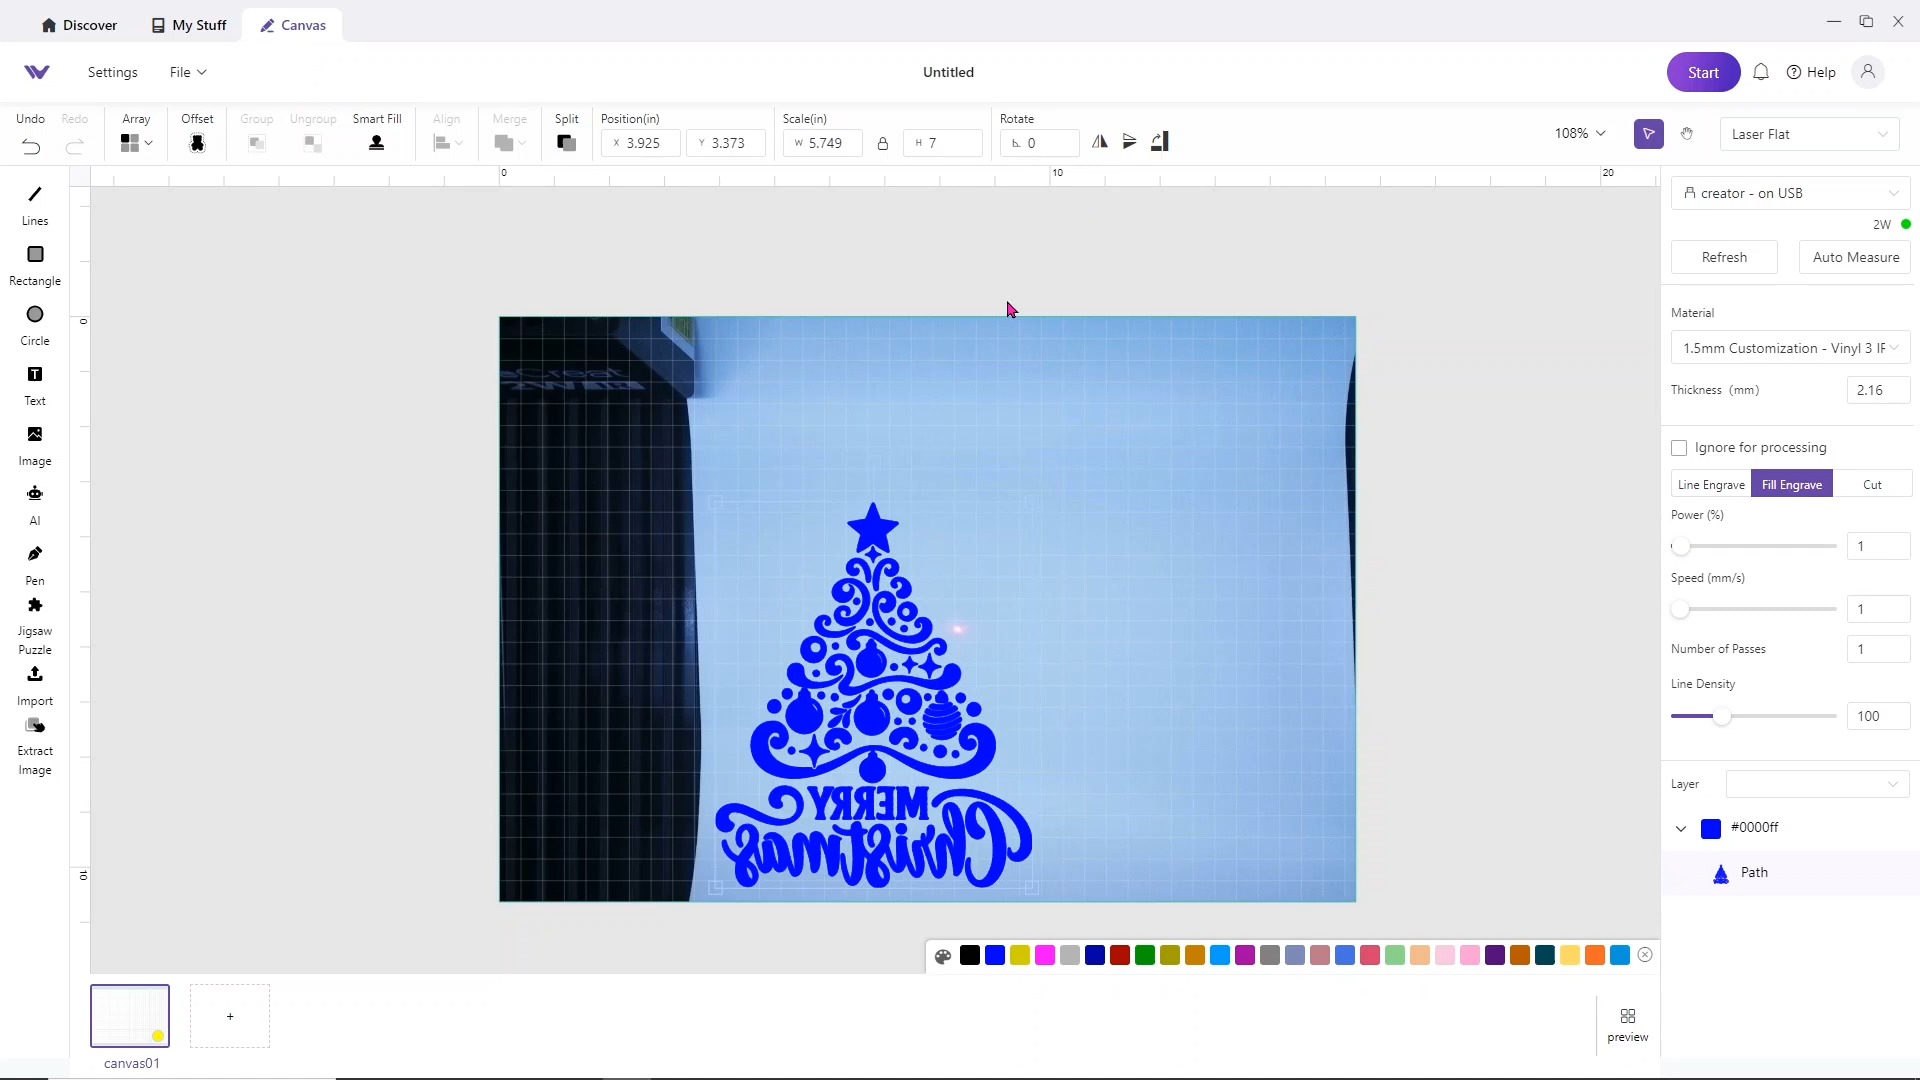 Discover
My Stuff
Canvas
Settings
File
Untitled
Start
Help
Undo
Redo
Array
Offset
Group
Ungroup
Smart Fill
Align
Merge
Split
Position(in)
X 3.925
Y 3.373
Scale(in)
W 5.749
H 7
Rotate
0
108%
Laser Flat
0
10
20
0
10
Lines
Rectangle
Circle
Text
Image
AI
Pen
Jigsaw
Puzzle
Import
Extract
Image
MERRY
Christmas
creator - on USB
2W
Refresh
Auto Measure
Material
1.5mm Customization - Vinyl 3 IF
Thickness (mm)
2.16
Ignore for processing
Line Engrave
Fill Engrave
Cut
Power (%)
1
Speed (mm/s)
1
Number of Passes
1
Line Density
100
Layer
#0000ff
Path
+
canvas01
preview